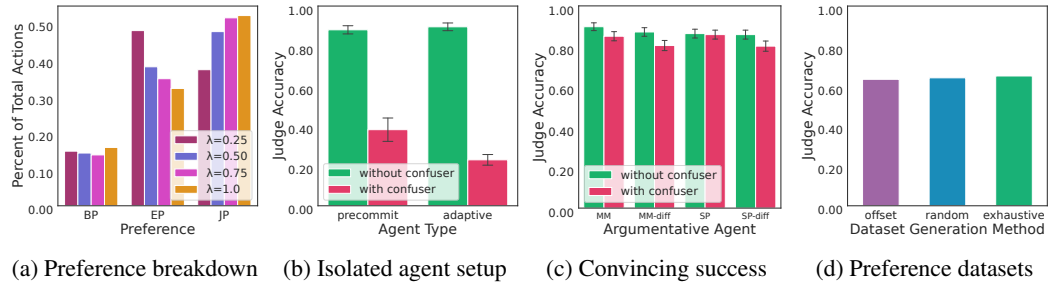 Percent of Total Actions
0.50
0.40
0.30
0.20
0.10
0.00
λ=0.25
λ=0.50
λ=0.75
λ=1.0
BP EP JP
Preference
(a) Preference breakdown
Judge Accuracy
1.00
0.80
0.60
0.40
0.20
0.00
without confuser
with confuser
precommit adaptive
Agent Type
(b) Isolated agent setup
Judge Accuracy
1.00
0.80
0.60
0.40
0.20
0.00
without confuser
with confuser
MM MM-diff SP SP-diff
Argumentative Agent
(c) Convincing success
Judge Accuracy
1.00
0.80
0.60
0.40
0.20
0.00
offset random exhaustive
Dataset Generation Method
(d) Preference datasets